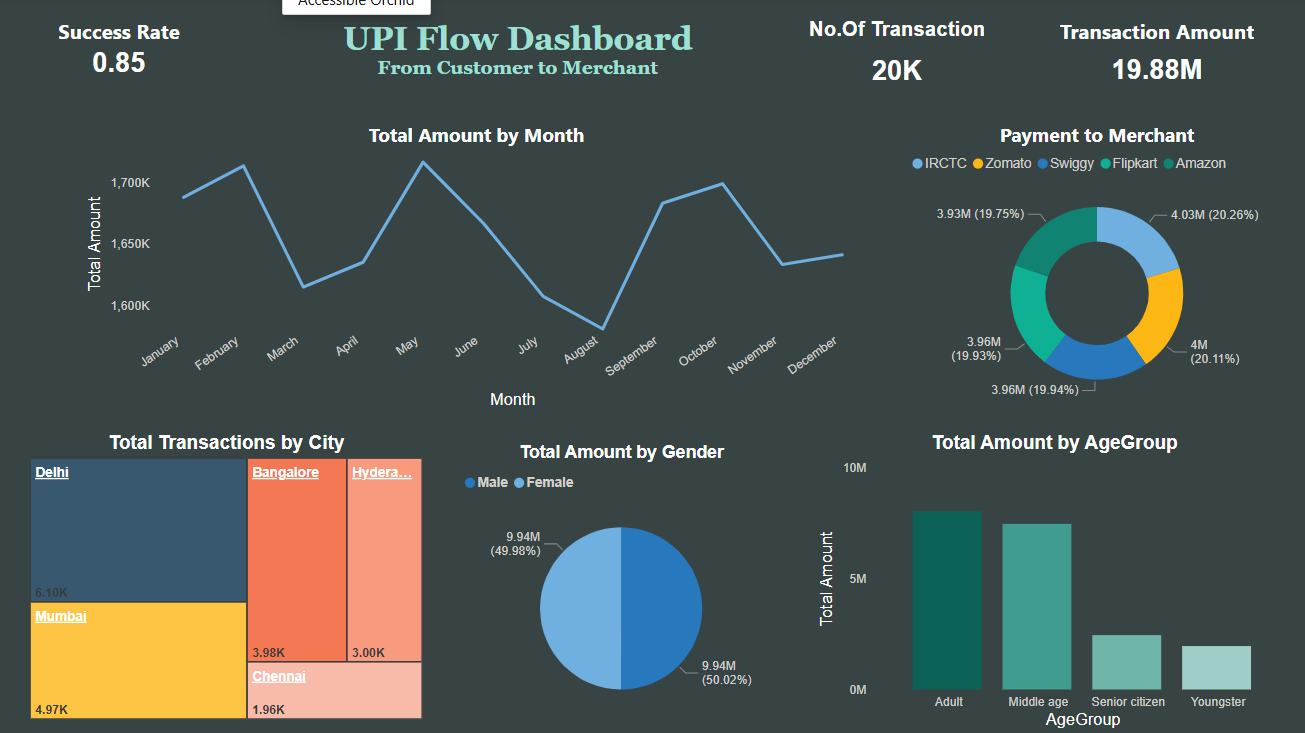 Accessible Orchid
Success Rate
0.85
UPI Flow Dashboard
From Customer to Merchant
No.Of Transaction
20K
Transaction Amount
19.88M
Total Amount by Month
1,700K
1,650K
1,600K
Total Amount
January
February
March
April
May
June
July
August
September
October
November
December
Month
Payment to Merchant
IRCTC Zomato Swiggy Flipkart Amazon
3.93M (19.75%)
4.03M (20.26%)
3.96M
(19.93%)
4M
(20.11%)
3.96M (19.94%)
Total Transactions by City
Delhi
6.10K
Mumbai
4.97K
Bangalore
3.98K
Hydera...
3.00K
Chennai
1.96K
Total Amount by Gender
Male Female
9.94M
(49.98%)
9.94M
(50.02%)
Total Amount by AgeGroup
10M
5M
0M
Total Amount
Adult
Middle age
Senior citizen
Youngster
AgeGroup